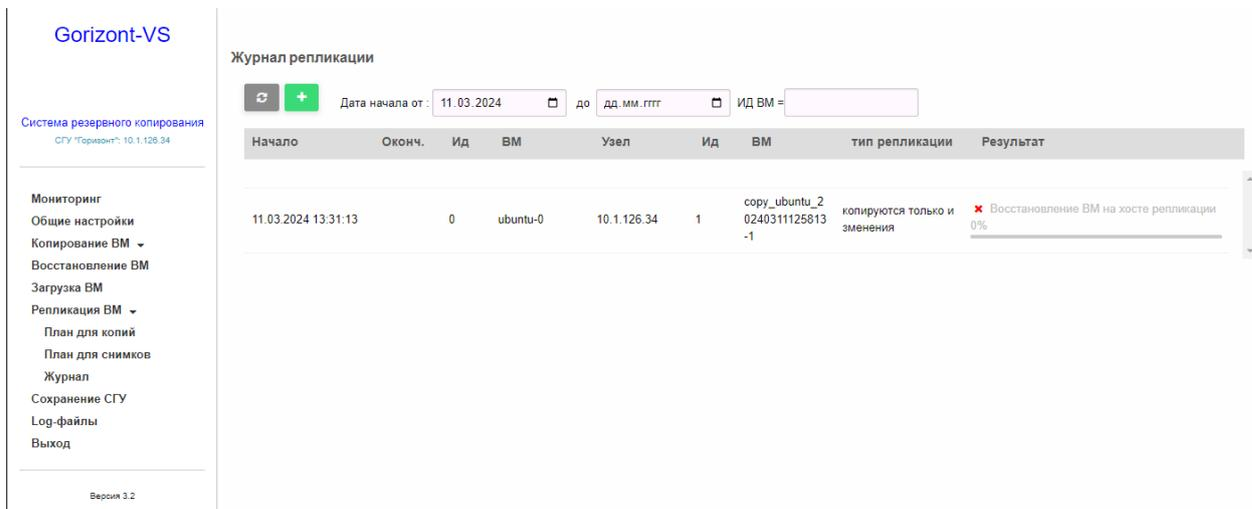 Gorizont-VS
Система резервного копирования
СГУ "Горизонт": 10.1.126.34
Мониторинг
Общие настройки
Копирование ВМ
Восстановление ВМ
Загрузка ВМ
Репликация ВМ
План для копий
План для снимков
Журнал
Сохранение СГУ
Log-файлы
Выход
Версия 3.2
Журнал репликации
Дата начала от : 11.03.2024 до дд.мм.гггг ИД ВМ =
Начало Оконч. Ид ВМ Узел Ид ВМ тип репликации Результат
11.03.2024 13:31:13 0 ubuntu-0 10.1.126.34 1
copy_ubuntu_2
0240311125813
-1
копируются только и
зменения
Восстановление ВМ на хосте репликации
0%